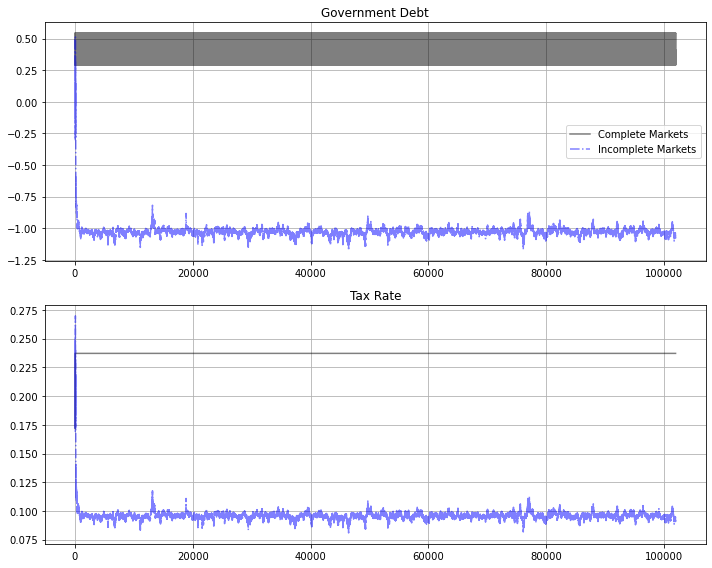 Government Debt
0.50
0.25
0.00
−0.25
−0.50
−0.75
−1.00
−1.25
Complete Markets
Incomplete Markets
0 20000 40000 60000 80000 100000
Tax Rate
0.275
0.250
0.225
0.200
0.175
0.150
0.125
0.100
0.075
0 20000 40000 60000 80000 100000